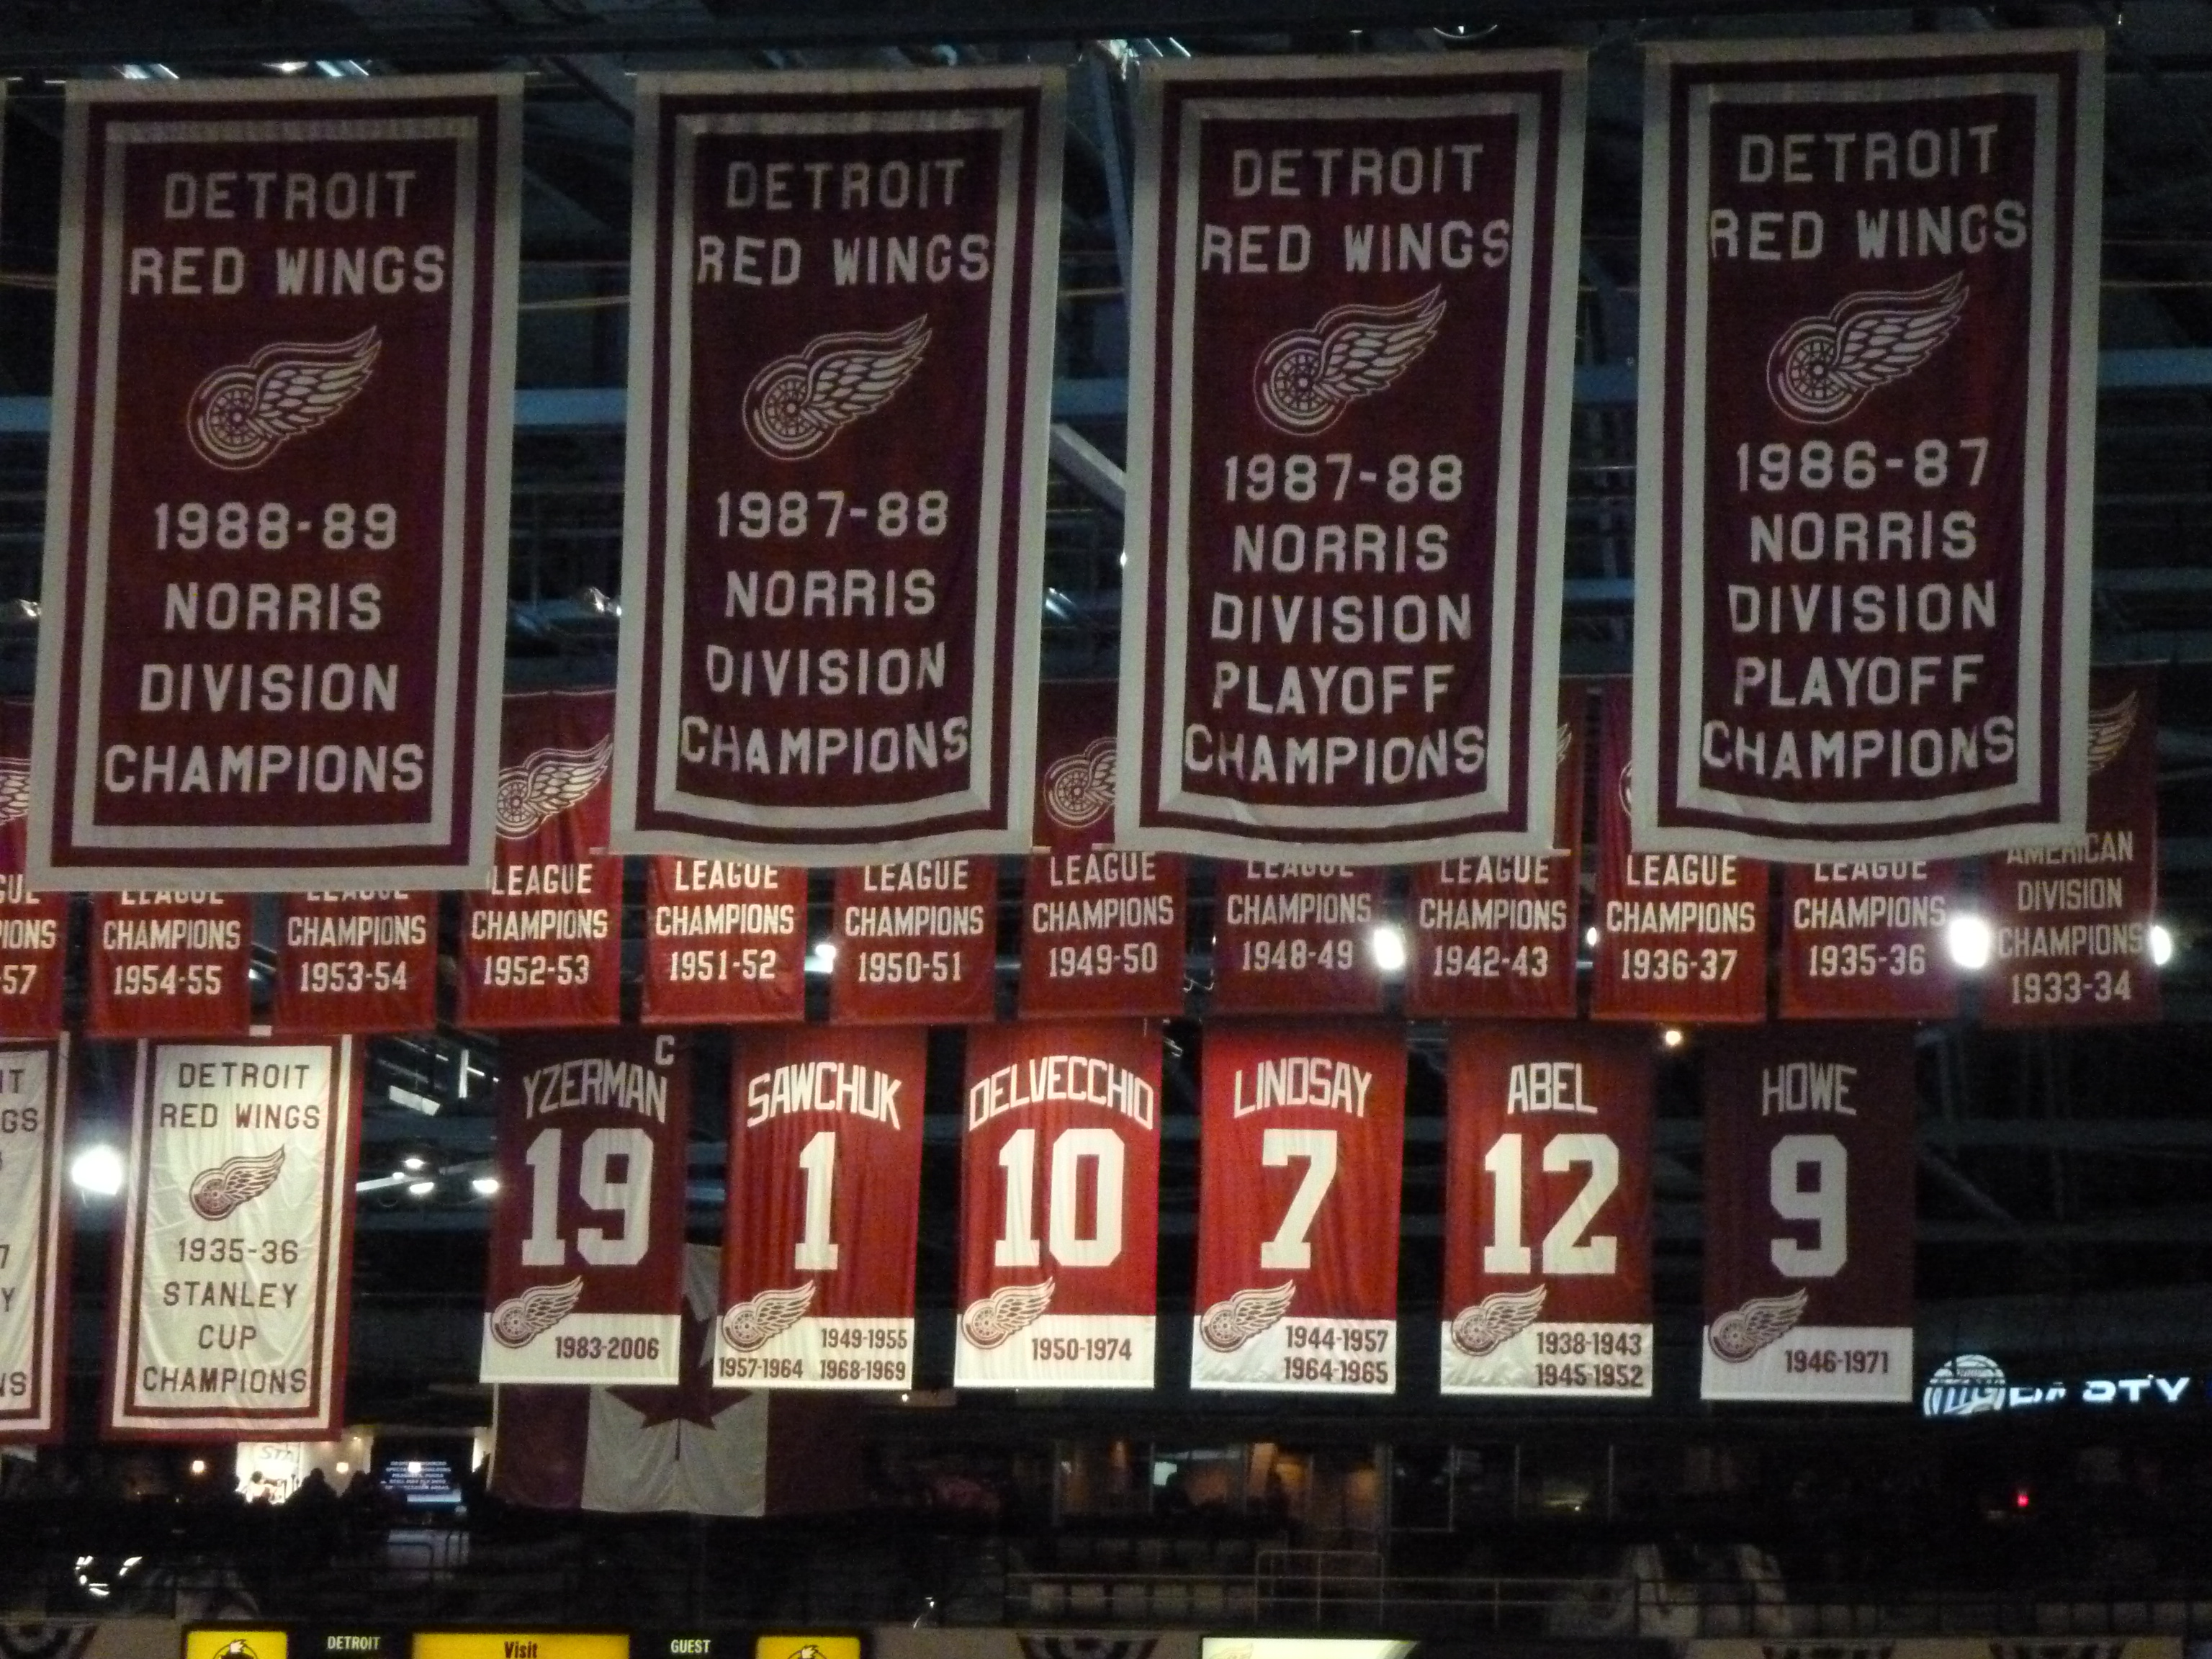 DETROIT
RED WINGS
1988-89
NORRIS
DIVISION
CHAMPIONS
DETROIT
RED WINGS
1987-88
NORRIS
DIVISION
CHAMPIONS
DETROIT
RED WINGS
1987-88
NORRIS
DIVISION
PLAYOFF
CHAMPIONS
DETROIT
RED WINGS
1986-87
NORRIS
DIVISION
PLAYOFF
CHAMPIONS
-57
LEAGUE
CHAMPIONS
1954-55
LEAGUE
CHAMPIONS
1953-54
LEAGUE
CHAMPIONS
1952-53
LEAGUE
CHAMPIONS
1951-52
LEAGUE
CHAMPIONS
1950-51
LEAGUE
CHAMPIONS
1949-50
LEAGUE
CHAMPIONS
1948-49
LEAGUE
CHAMPIONS
1942-43
LEAGUE
CHAMPIONS
1936-37
LEAGUE
CHAMPIONS
1935-36
AMERICAN
DIVISION
CHAMPIONS
1933-34
DETROIT
RED WINGS
1935-36
STANLEY
CUP
CHAMPIONS
C
YZERMAN
19
1983-2006
SAWCHUK
1
1949-1955
1957-1964 1968-1969
DELVECCHIO
10
1950-1974
LINDSAY
7
1944-1957
1964-1965
ABEL
12
1938-1943
1945-1952
HOWE
9
1946-1971
DETROIT
Visit
GUEST